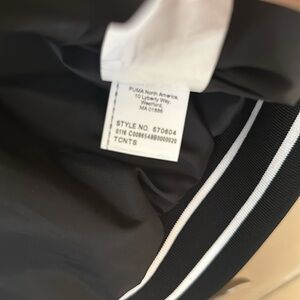 PUMA North America
10 Lyberty Way,
Westford,
MA 01886
STYLE NO. 570604
TCNTS